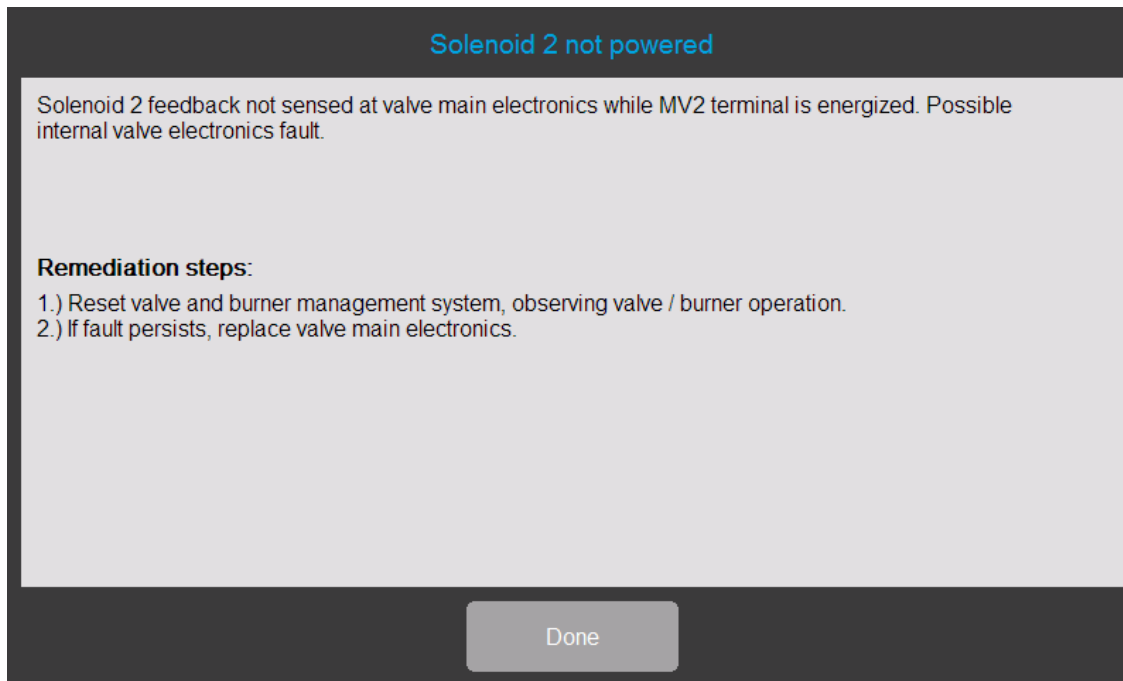 Solenoid 2 not powered
Solenoid 2 feedback not sensed at valve main electronics while MV2 terminal is energized. Possible
internal valve electronics fault.
Remediation steps:
1.) Reset valve and burner management system, observing valve / burner operation.
2.) If fault persists, replace valve main electronics.
Done